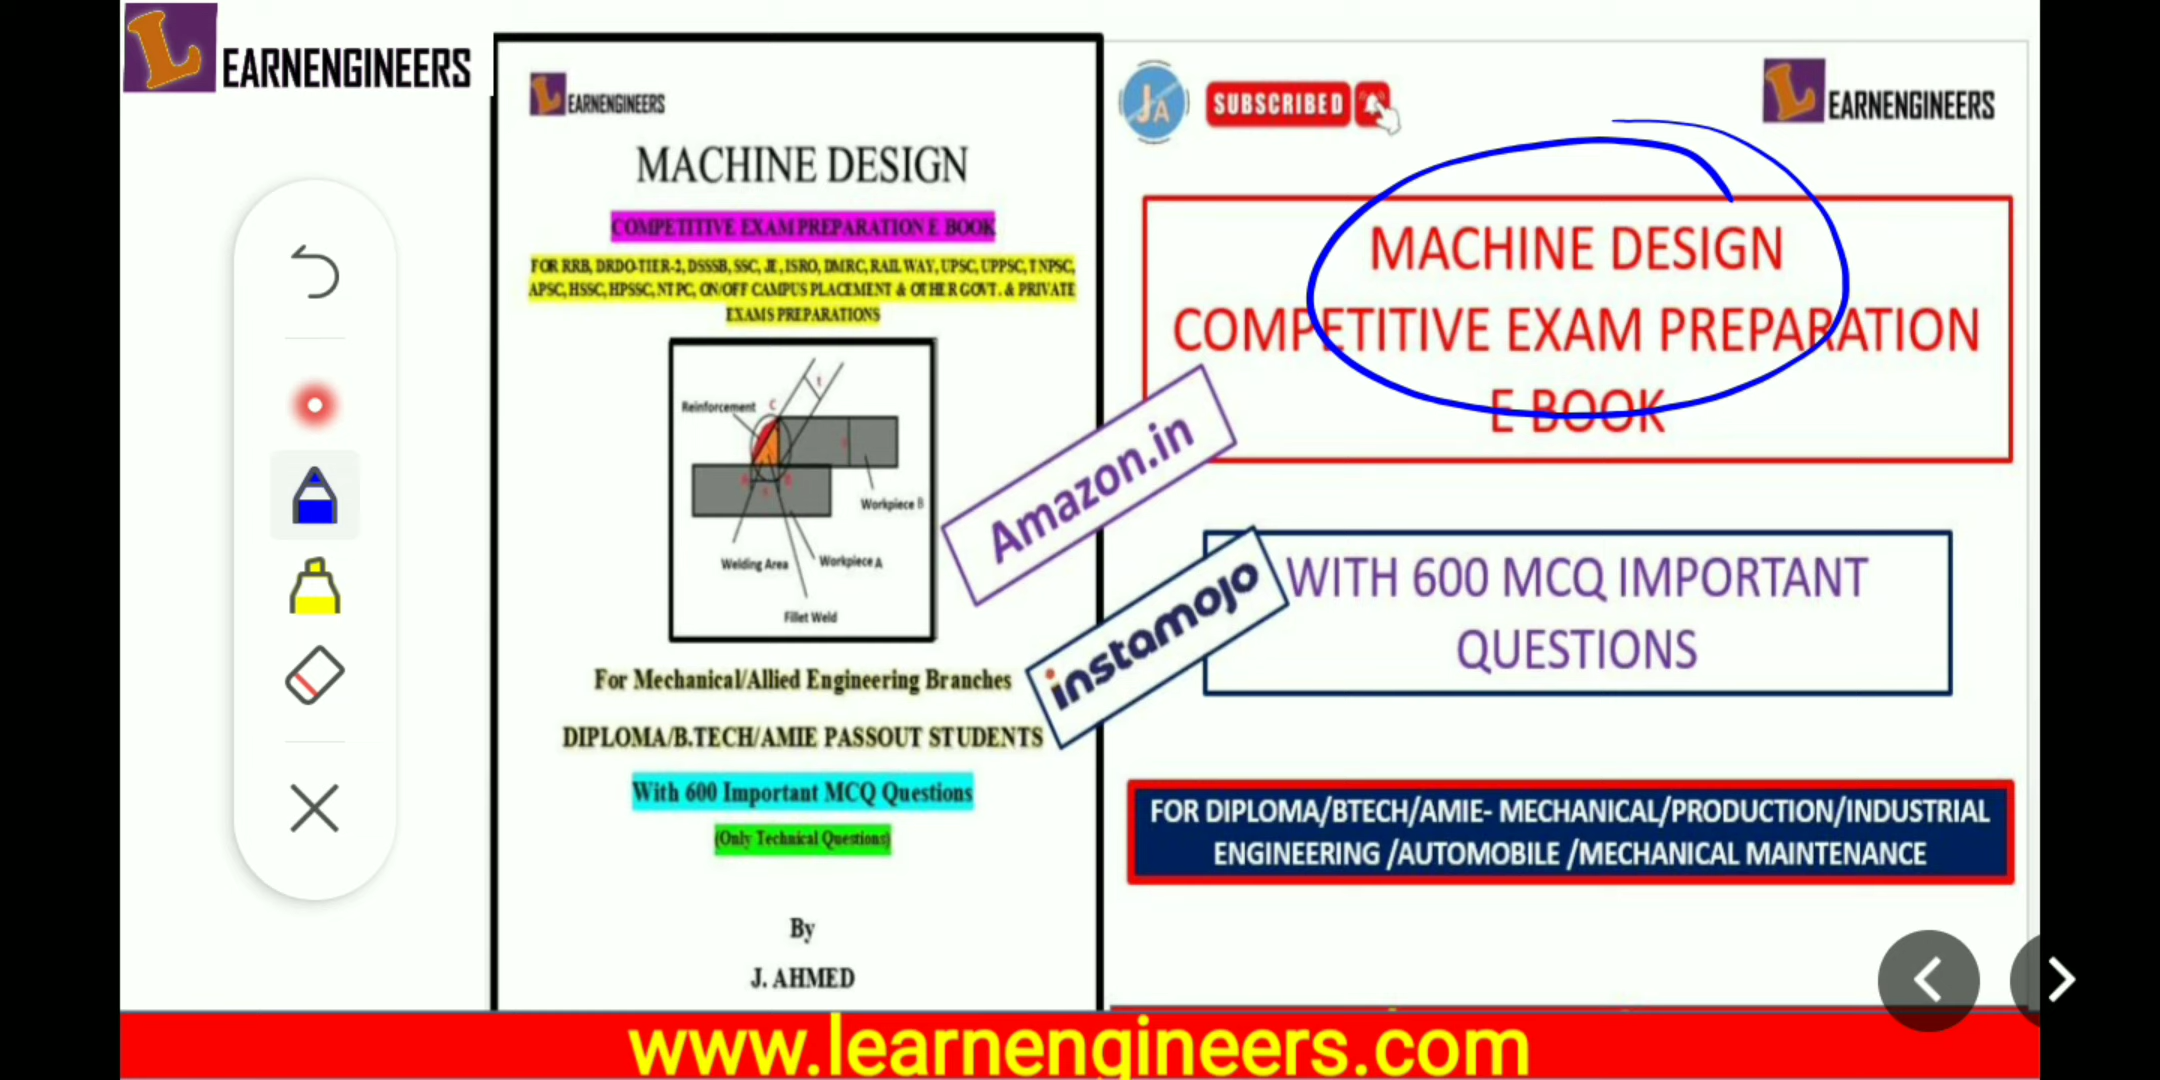 LEARNENGINEERS
LEARNENGINEERS
MACHINE DESIGN
COMPETITIVE EXAM PREPARATION E BOOK
FOR RRB, DRDO-TIER-2, DSSSB, SSC, JE, ISRO, DMRC, RAILWAY, UPSC, UPPSC, TNPSC,
APSC, HSSC, HPSSC, NTPC, ON/OFF CAMPUS PLACEMENT & OTHER GOVT. & PRIVATE
EXAMS PREPARATIONS
Reinforcement
C
t
A
B
Workpiece B
Welding Area
Workpiece A
Fillet Weld
For Mechanical/Allied Engineering Branches
DIPLOMA/B.TECH/AMIE PASSOUT STUDENTS
With 600 Important MCQ Questions
(Only Technical Questions)
By
J. AHMED
JA
SUBSCRIBED
LEARNENGINEERS
MACHINE DESIGN
COMPETITIVE EXAM PREPARATION
E BOOK
Amazon.in
instamojo
WITH 600 MCQ IMPORTANT
QUESTIONS
FOR DIPLOMA/BTECH/AMIE- MECHANICAL/PRODUCTION/INDUSTRIAL
ENGINEERING /AUTOMOBILE /MECHANICAL MAINTENANCE
www.learnengineers.com